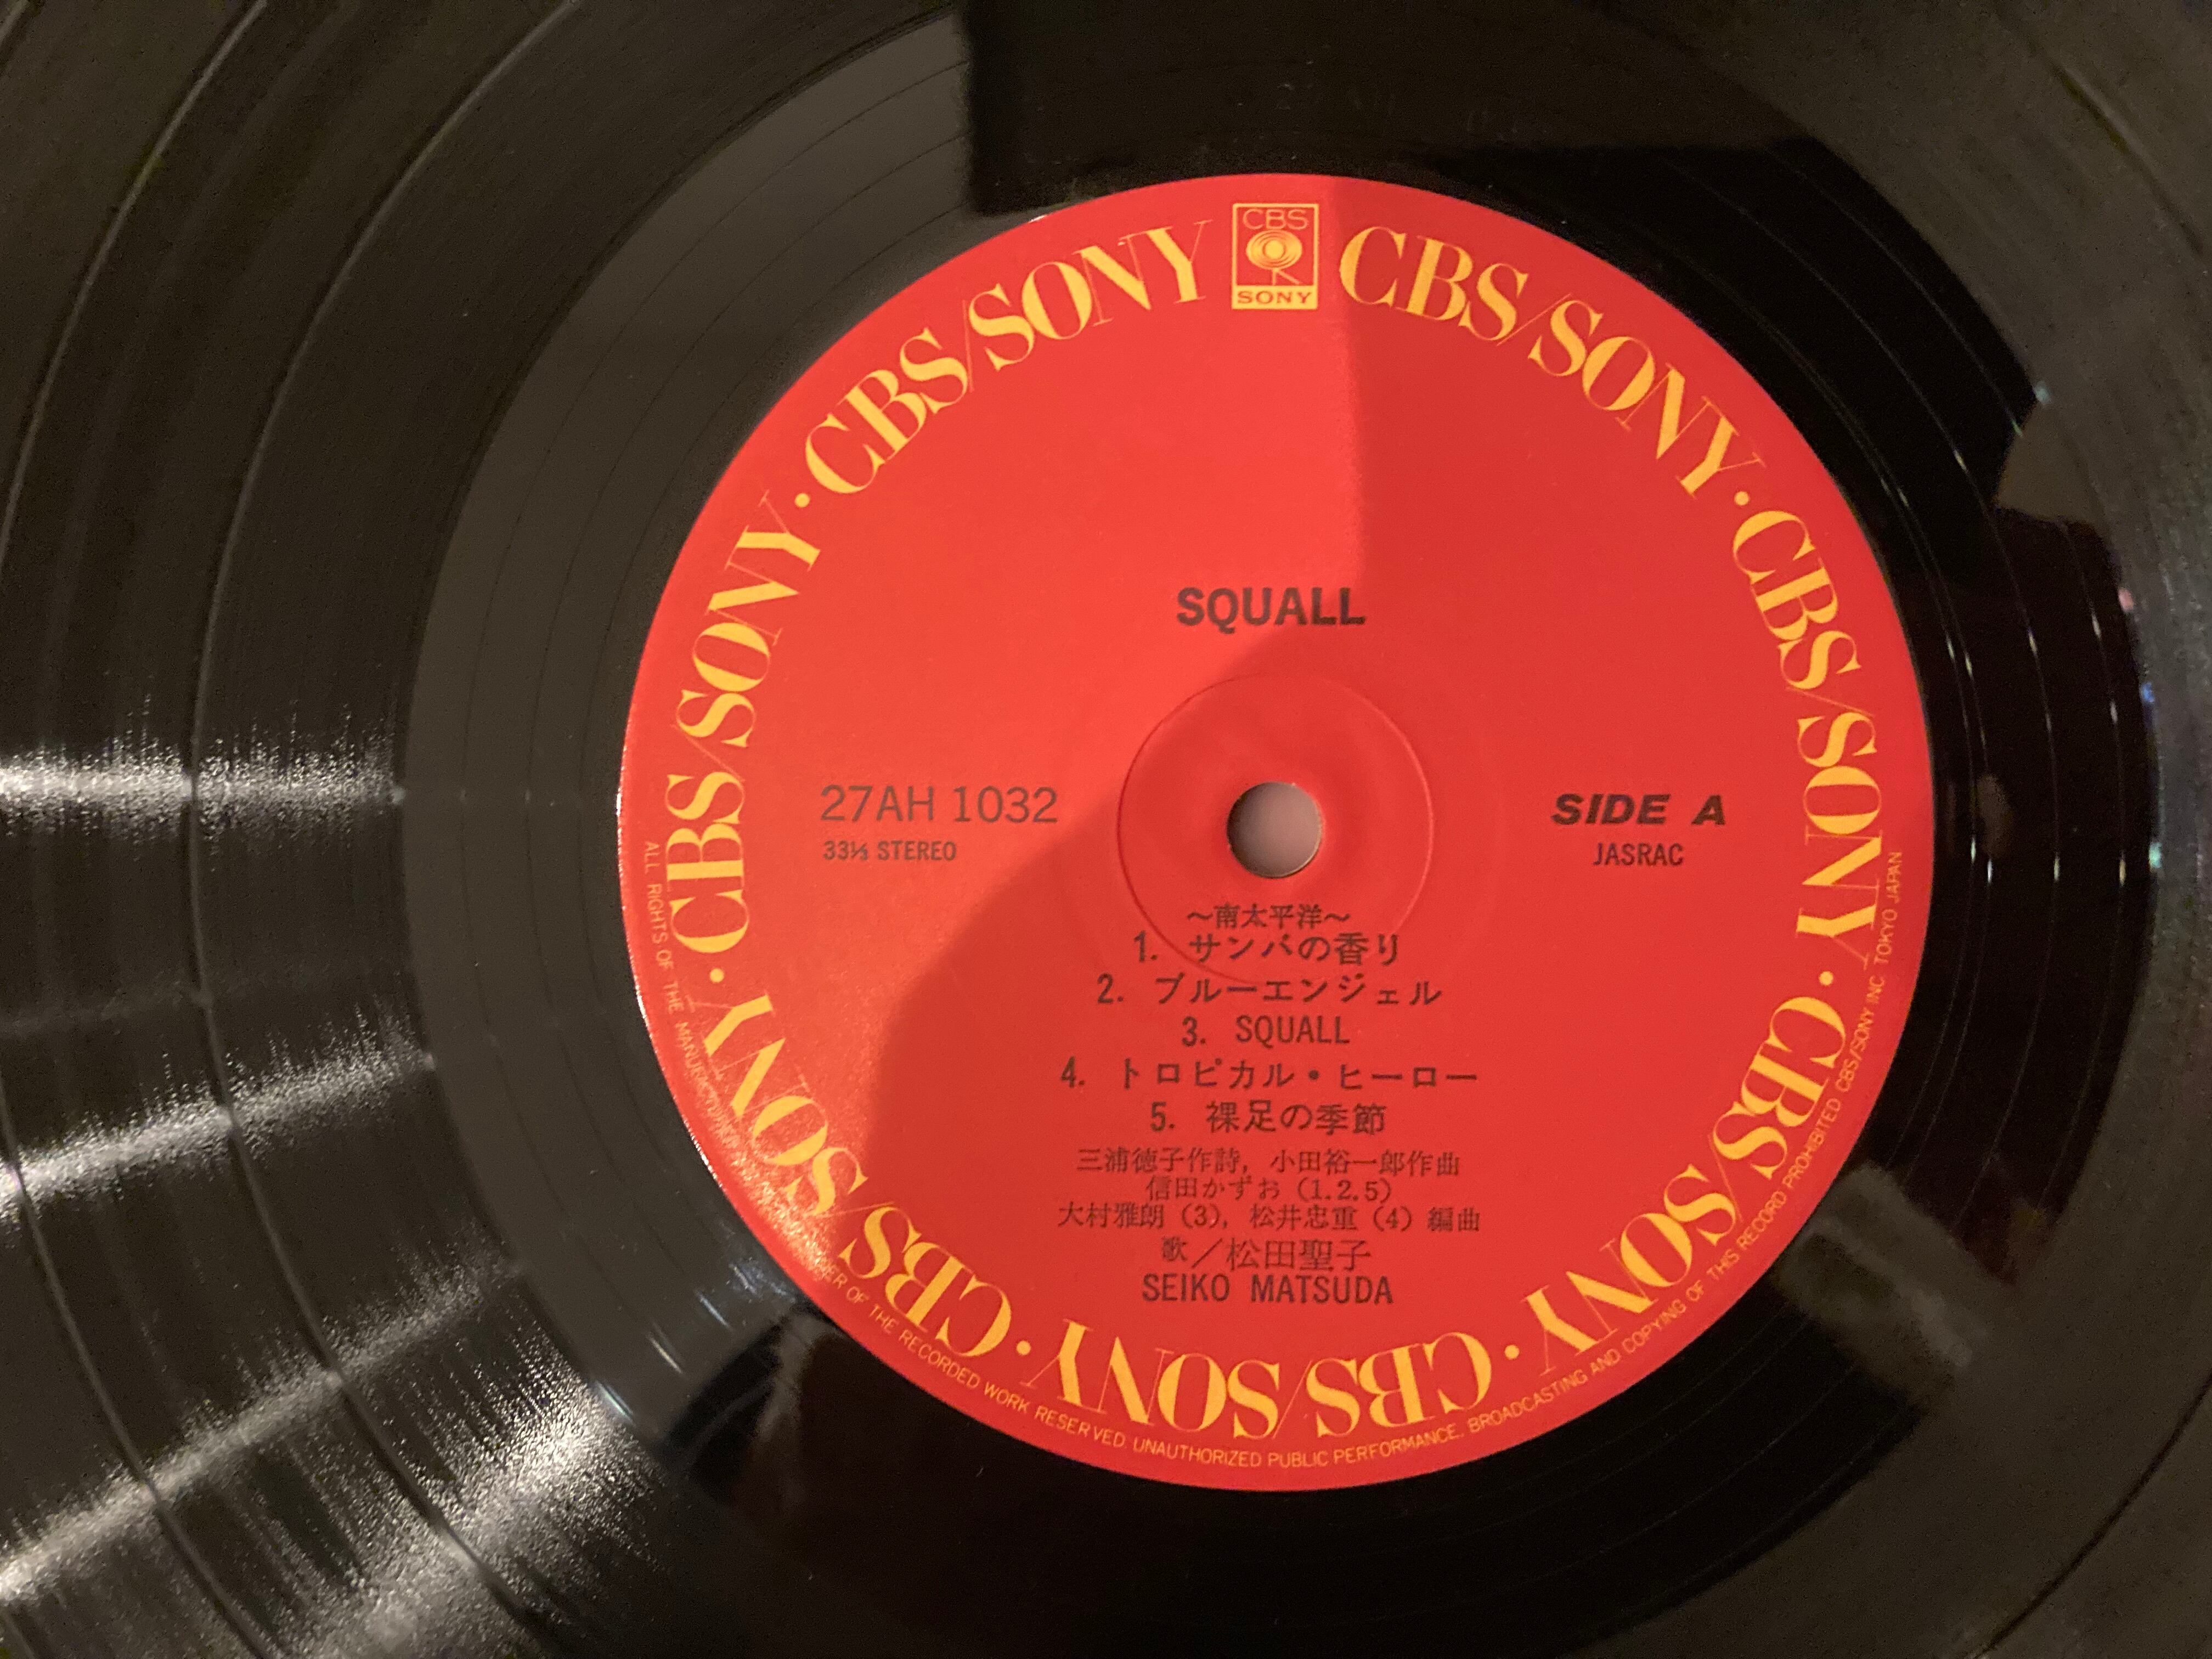 CBS
SONY
CBS/SONY · CBS/SONY · CBS/SONY · CBS/SONY · CBS/SONY · CBS/SONY · CBS/SONY
SQUALL
27AH 1032
33⅓ STEREO
SIDE A
JASRAC
～南太平洋～
1. サンバの香り
2. ブルーエンジェル
3. SQUALL
4. トロピカル・ヒーロー
5. 裸足の季節
三浦徳子作詩，小田裕一郎作曲
信田かずお（1.2.5）
大村雅朗（3），松井忠重（4）編曲
歌／松田聖子
SEIKO MATSUDA
ALL RIGHTS OF THE MANUFACTURER AND OF THE OWNER OF THE RECORDED WORK RESERVED. UNAUTHORIZED PUBLIC PERFORMANCE. BROADCASTING AND COPYING OF THIS RECORD PROHIBITED CBS/SONY INC. TOKYO JAPAN